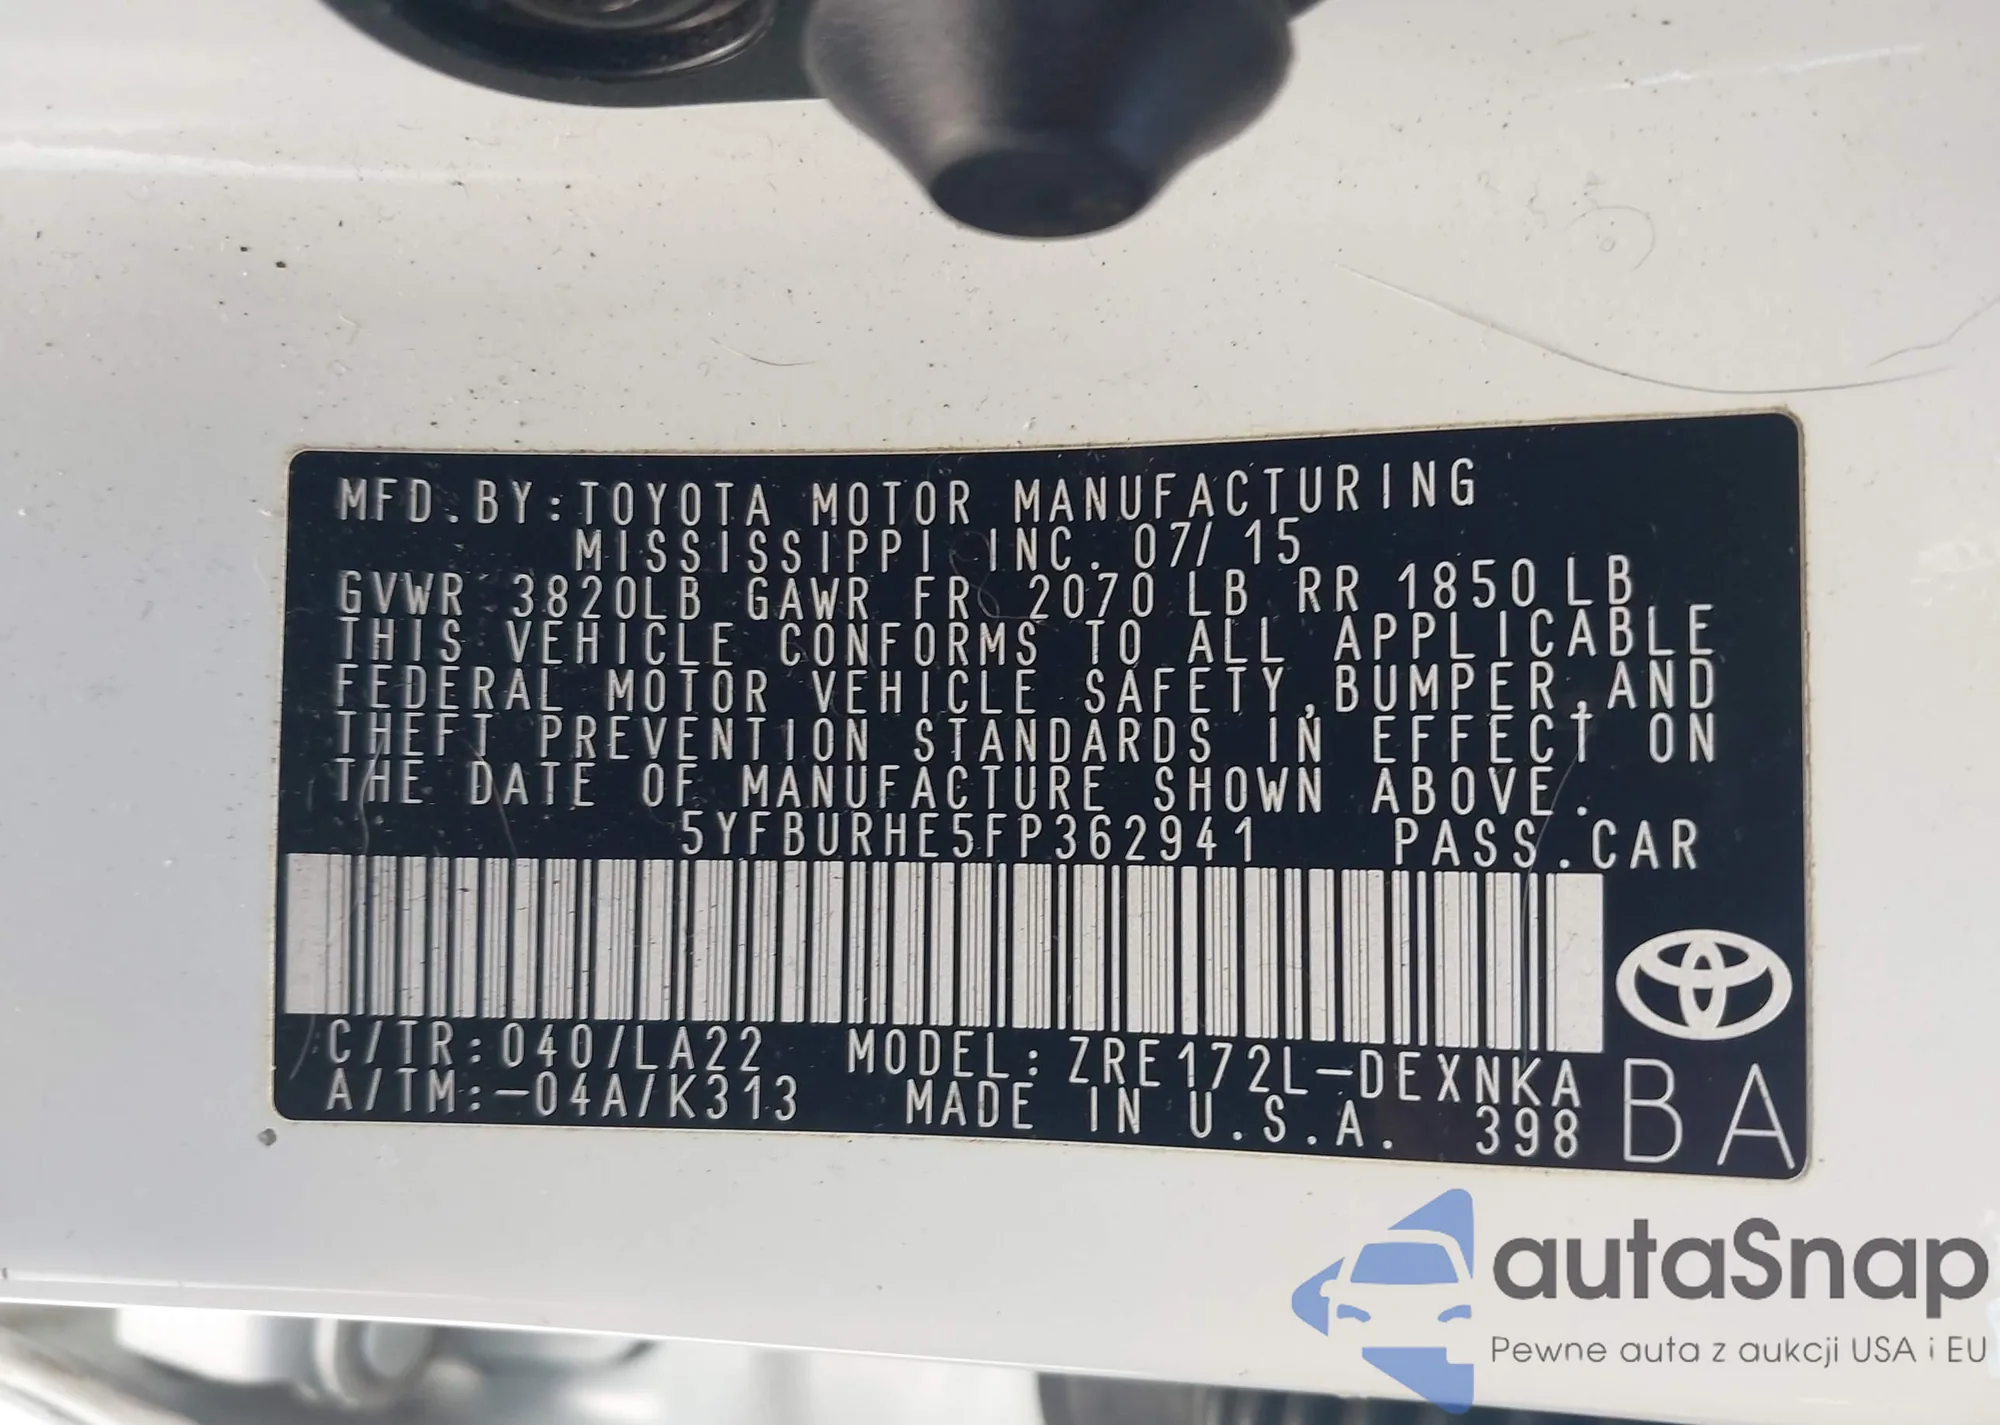 MFD. BY: TOYOTA MOTOR MANUFACTURING
MISSISSIPPI INC. 07/15
GVWR 3820LB GAWR FR 2070 LB RR 1850 LB
THIS VEHICLE CONFORMS TO ALL APPLICABLE
FEDERAL MOTOR VEHICLE SAFETY, BUMPER, AND
THEFT PREVENTION STANDARDS IN EFFECT ON
THE DATE OF MANUFACTURE SHOWN ABOVE.
5YFBURHE5FP362941 PASS. CAR
C/TR: 040/LA22 MODEL: ZRE172L-DEXNKA
A/TM: -04A/K313 MADE IN U.S.A. 398
BA
autaSnap
Pewne auta z aukcji USA i EU